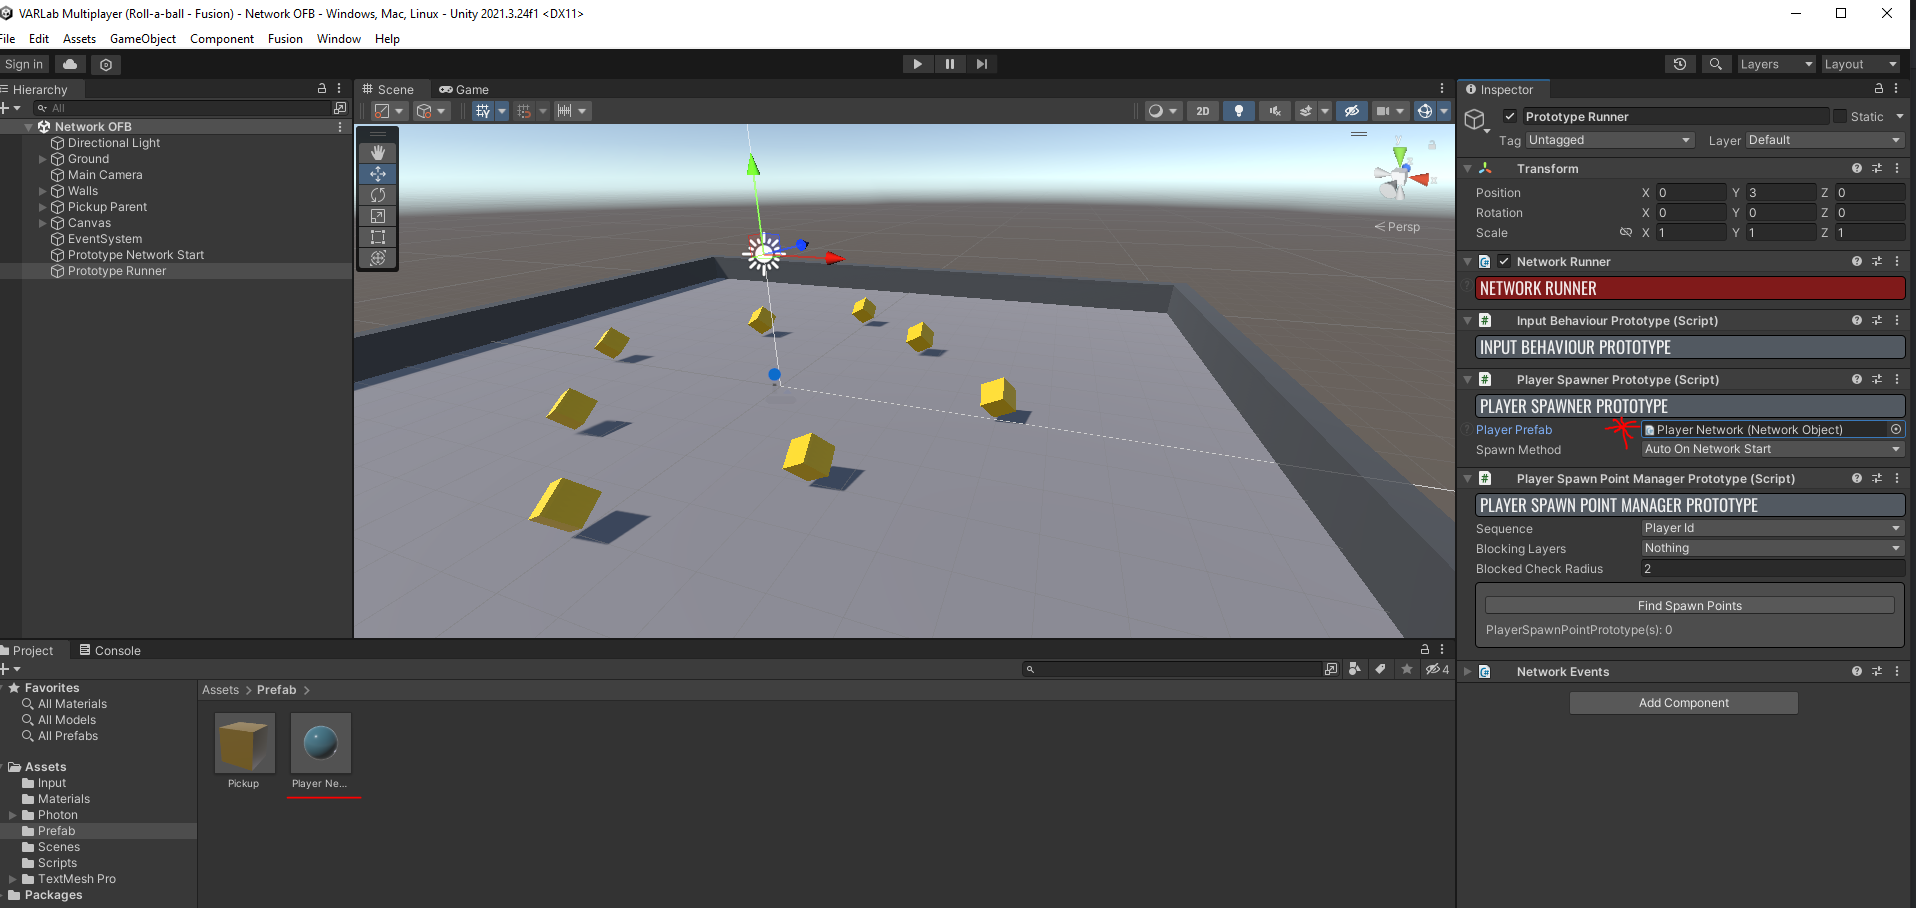 VARLab Multiplayer (Roll-a-ball - Fusion) - Network OFB - Windows, Mac, Linux - Unity 2021.3.24f1 <DX11>
File Edit Assets GameObject Component Fusion Window Help
Sign in
Layers Layout
Hierarchy
All
Network OFB
Directional Light
Ground
Main Camera
Walls
Pickup Parent
Canvas
EventSystem
Prototype Network Start
Prototype Runner
Scene Game
2D
y
x
Persp
Inspector
Prototype Runner Static
Tag Untagged Layer Default
Transform
Position X 0 Y 3 Z 0
Rotation X 0 Y 0 Z 0
Scale X 1 Y 1 Z 1
Network Runner
NETWORK RUNNER
Input Behaviour Prototype (Script)
INPUT BEHAVIOUR PROTOTYPE
Player Spawner Prototype (Script)
PLAYER SPAWNER PROTOTYPE
Player Prefab Player Network (Network Object)
Spawn Method Auto On Network Start
Player Spawn Point Manager Prototype (Script)
PLAYER SPAWN POINT MANAGER PROTOTYPE
Sequence Player Id
Blocking Layers Nothing
Blocked Check Radius 2
Find Spawn Points
PlayerSpawnPointPrototype(s): 0
Network Events
Add Component
Project Console
4
Favorites
All Materials
All Models
All Prefabs
Assets
Input
Materials
Photon
Prefab
Scenes
Scripts
TextMesh Pro
Packages
Assets > Prefab >
Pickup Player Ne...